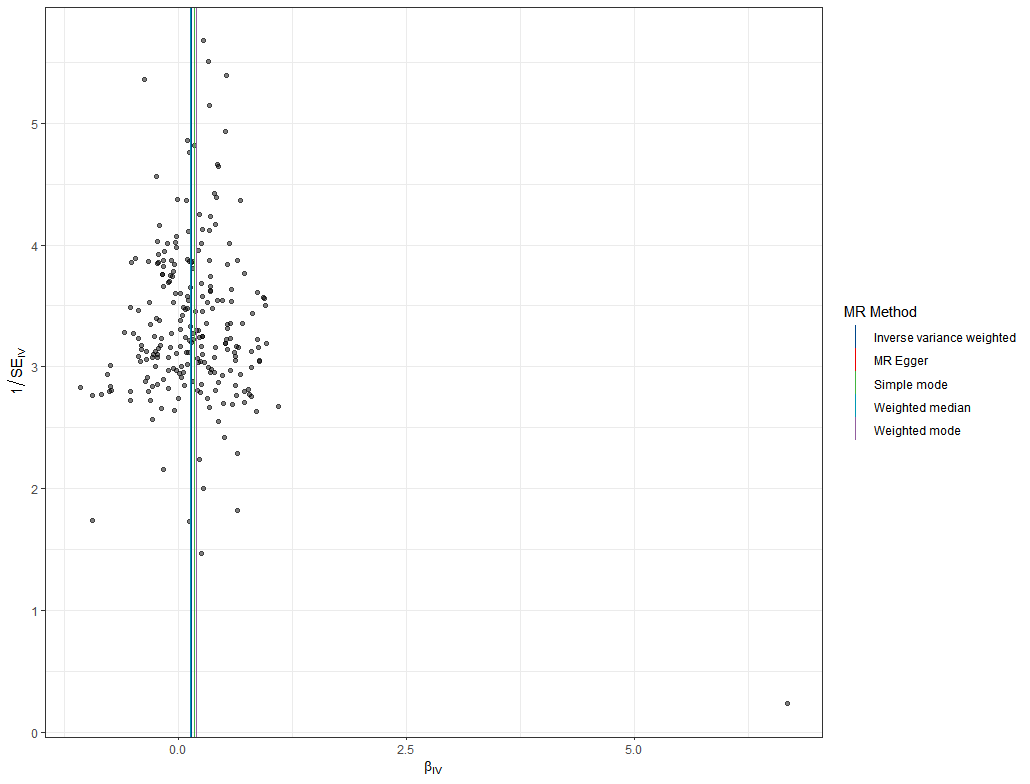 5
4
3
2
1
0
1/SE_IV
0.0
2.5
5.0
β_IV
MR Method
Inverse variance weighted
MR Egger
Simple mode
Weighted median
Weighted mode